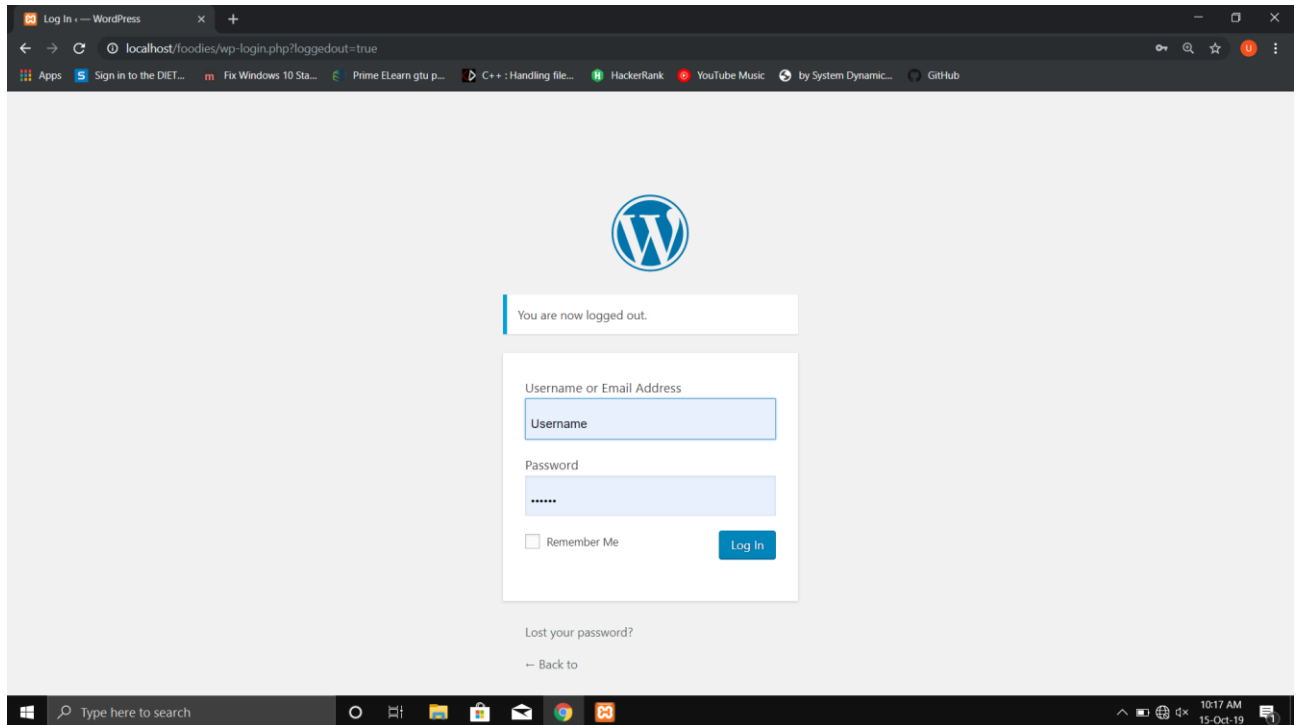 Log In ‹ — WordPress
localhost/foodies/wp-login.php?loggedout=true
U
Apps S Sign in to the DIET... m Fix Windows 10 Sta... Prime ELearn gtu p... C++ : Handling file... H HackerRank YouTube Music by System Dynamic... GitHub
W
You are now logged out.
Username or Email Address
Username
Password
••••••
Remember Me
Log In
Lost your password?
← Back to
Type here to search
10:17 AM
15-Oct-19
1